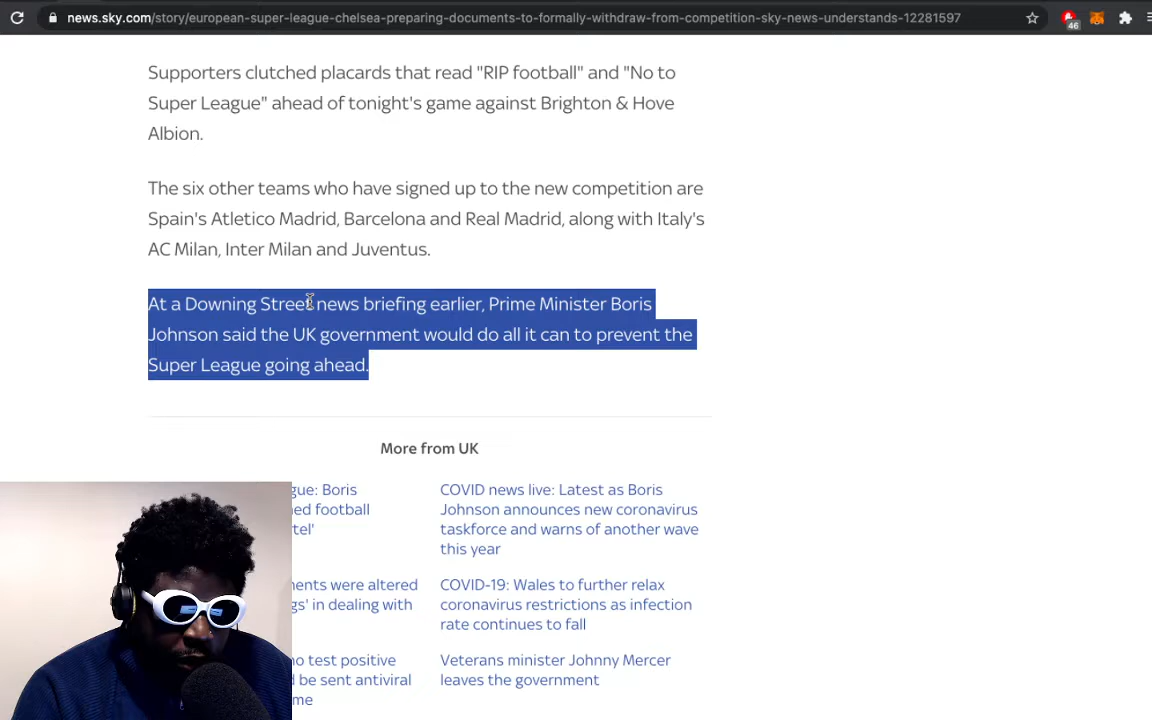 news.sky.com/story/european-super-league-chelsea-preparing-documents-to-formally-withdraw-from-competition-sky-news-understands-12281597
46
Supporters clutched placards that read "RIP football" and "No to
Super League" ahead of tonight's game against Brighton & Hove
Albion.
The six other teams who have signed up to the new competition are
Spain's Atletico Madrid, Barcelona and Real Madrid, along with Italy's
AC Milan, Inter Milan and Juventus.
At a Downing Street news briefing earlier, Prime Minister Boris
Johnson said the UK government would do all it can to prevent the
Super League going ahead.
More from UK
gue: Boris
ed football
tel'
ents were altered
gs' in dealing with
o test positive
d be sent antiviral
me
COVID news live: Latest as Boris
Johnson announces new coronavirus
taskforce and warns of another wave
this year
COVID-19: Wales to further relax
coronavirus restrictions as infection
rate continues to fall
Veterans minister Johnny Mercer
leaves the government